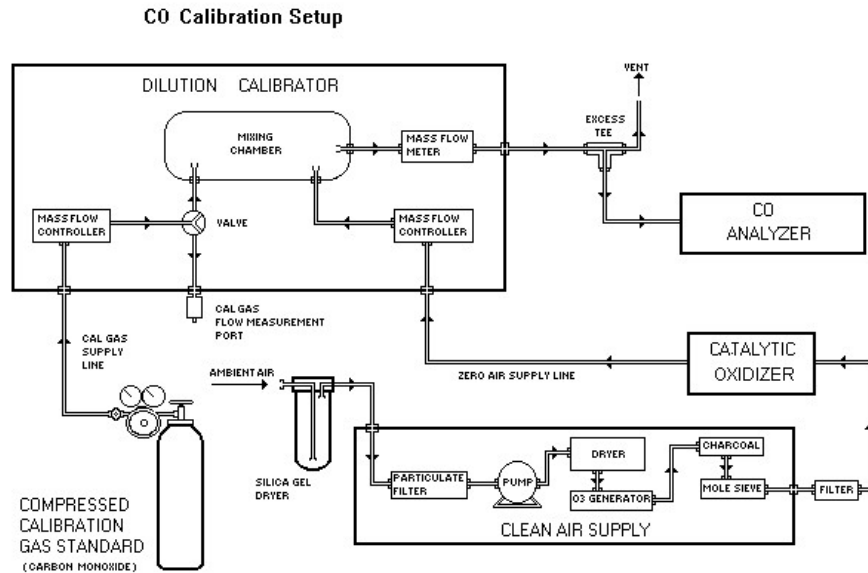 CO Calibration Setup
DILUTION CALIBRATOR
MIXING
CHAMBER
MASS FLOW
METER
EXCESS
TEE
VENT
MASS FLOW
CONTROLLER
VALVE
MASS FLOW
CONTROLLER
CO
ANALYZER
CAL GAS
FLOW MEASUREMENT
PORT
CAL GAS
SUPPLY
LINE
AMBIENT AIR
ZERO AIR SUPPLY LINE
CATALYTIC
OXIDIZER
SILICA GEL
DRYER
PARTICULATE
FILTER
PUMP
DRYER
O3 GENERATOR
CHARCOAL
MOLE SIEVE
FILTER
CLEAN AIR SUPPLY
COMPRESSED
CALIBRATION
GAS STANDARD
(CARBON MONOXIDE)